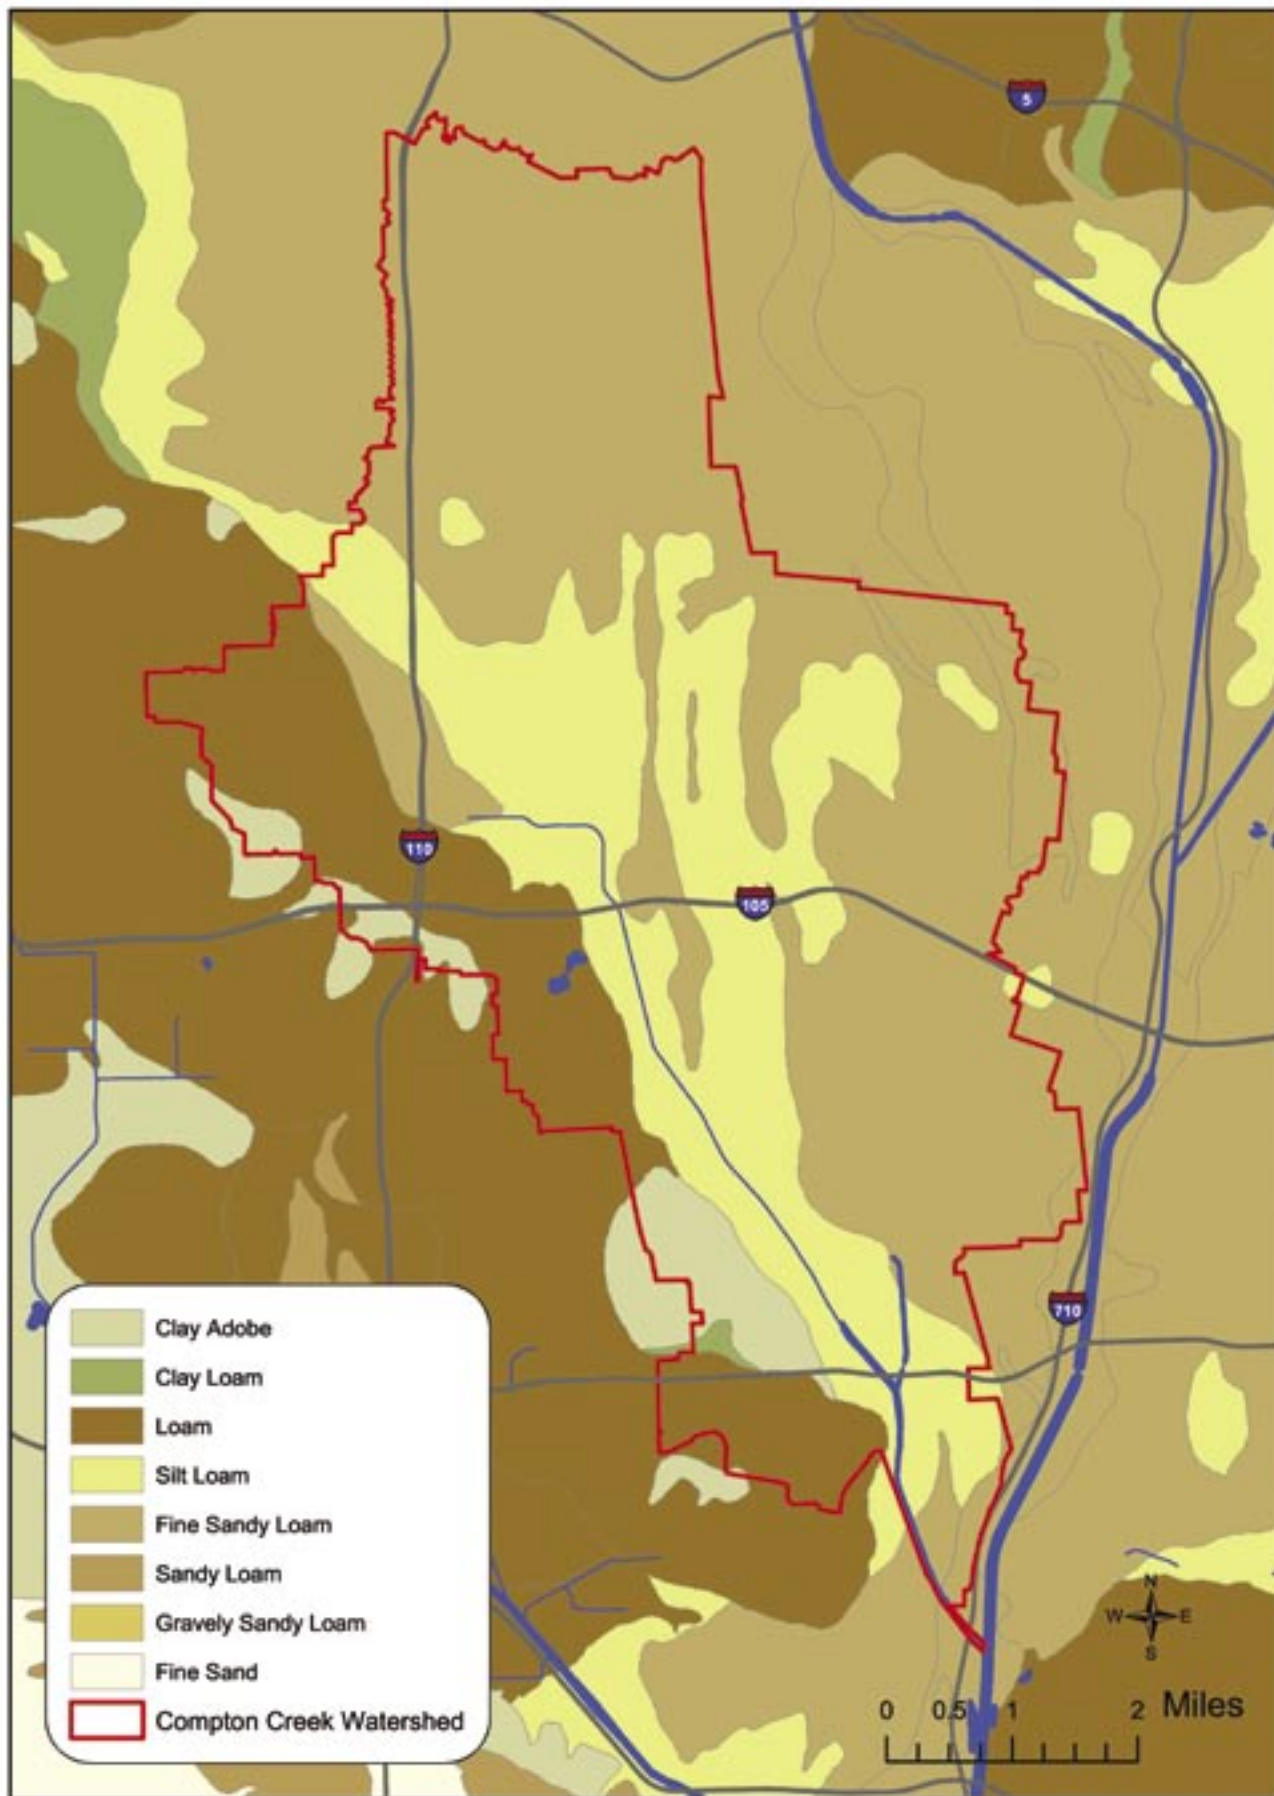 5
110
105
710
Clay Adobe
Clay Loam
Loam
Silt Loam
Fine Sandy Loam
Sandy Loam
Gravely Sandy Loam
Fine Sand
Compton Creek Watershed
N
W E
S
0 0.5 1 2 Miles